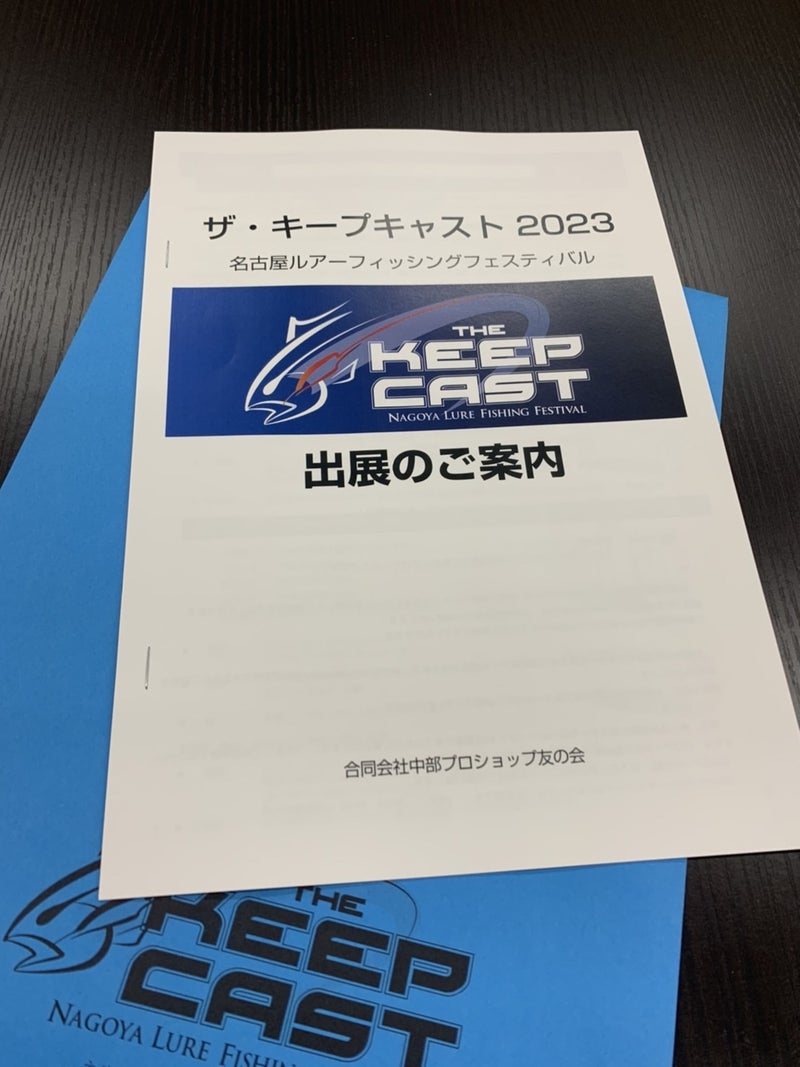 ザ・キープキャスト 2023
名古屋ルアーフィッシングフェスティバル
THE
KEEP
CAST
NAGOYA LURE FISHING FESTIVAL
出展のご案内
合同会社中部プロショップ友の会
THE
KEEP
CAST
NAGOYA LURE FISHIN